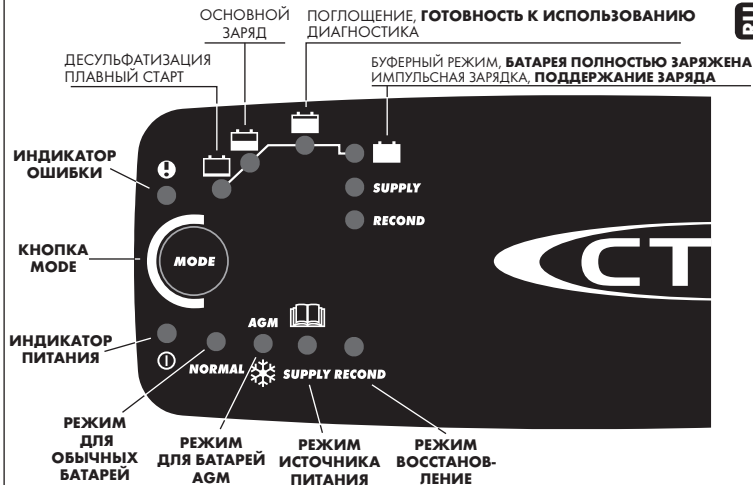 ОСНОВНОЙ
ЗАРЯД
ПОГЛОЩЕНИЕ, ГОТОВНОСТЬ К ИСПОЛЬЗОВАНИЮ
ДИАГНОСТИКА
RU
ДЕСУЛЬФАТИЗАЦИЯ
ПЛАВНЫЙ СТАРТ
БУФЕРНЫЙ РЕЖИМ, БАТАРЕЯ ПОЛНОСТЬЮ ЗАРЯЖЕНА
ИМПУЛЬСНАЯ ЗАРЯДКА, ПОДДЕРЖАНИЕ ЗАРЯДА
ИНДИКАТОР
ОШИБКИ
SUPPLY
RECOND
КНОПКА
MODE
MODE
CT
ИНДИКАТОР
ПИТАНИЯ
AGM
NORMAL
SUPPLY RECOND
РЕЖИМ
ДЛЯ
ОБЫЧНЫХ
БАТАРЕЙ
РЕЖИМ
ДЛЯ БАТАРЕЙ
AGM
РЕЖИМ
ИСТОЧНИКА
ПИТАНИЯ
РЕЖИМ
ВОССТАНОВ-
ЛЕНИЕ